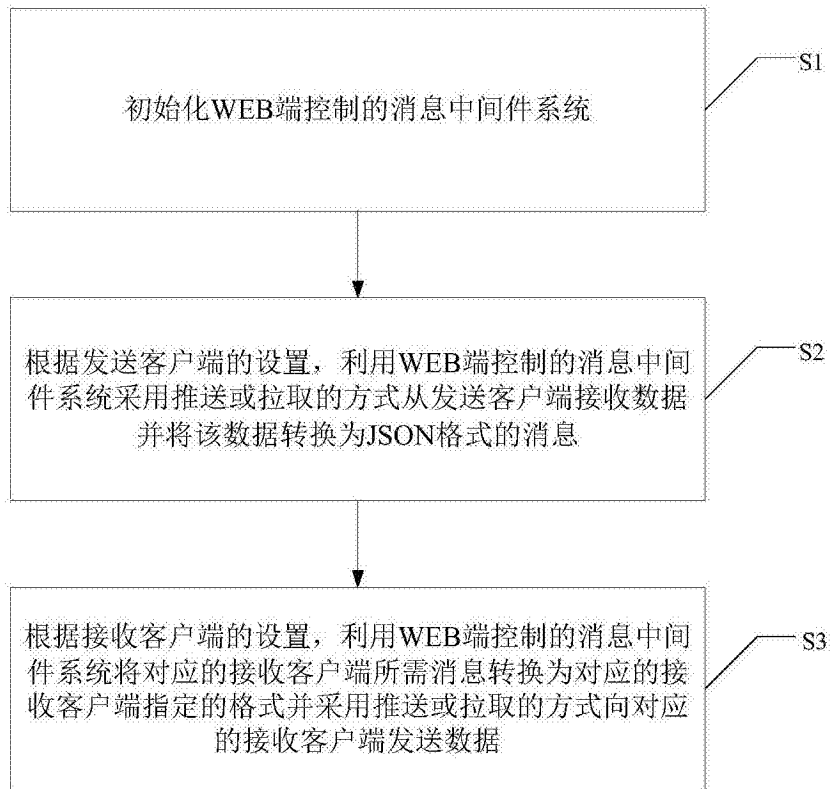 初始化WEB端控制的消息中间件系统
S1
根据发送客户端的设置，利用WEB端控制的消息中间
件系统采用推送或拉取的方式从发送客户端接收数据
并将该数据转换为JSON格式的消息
S2
根据接收客户端的设置，利用WEB端控制的消息中间
件系统将对应的接收客户端所需消息转换为对应的接
收客户端指定的格式并采用推送或拉取的方式向对应
的接收客户端发送数据
S3